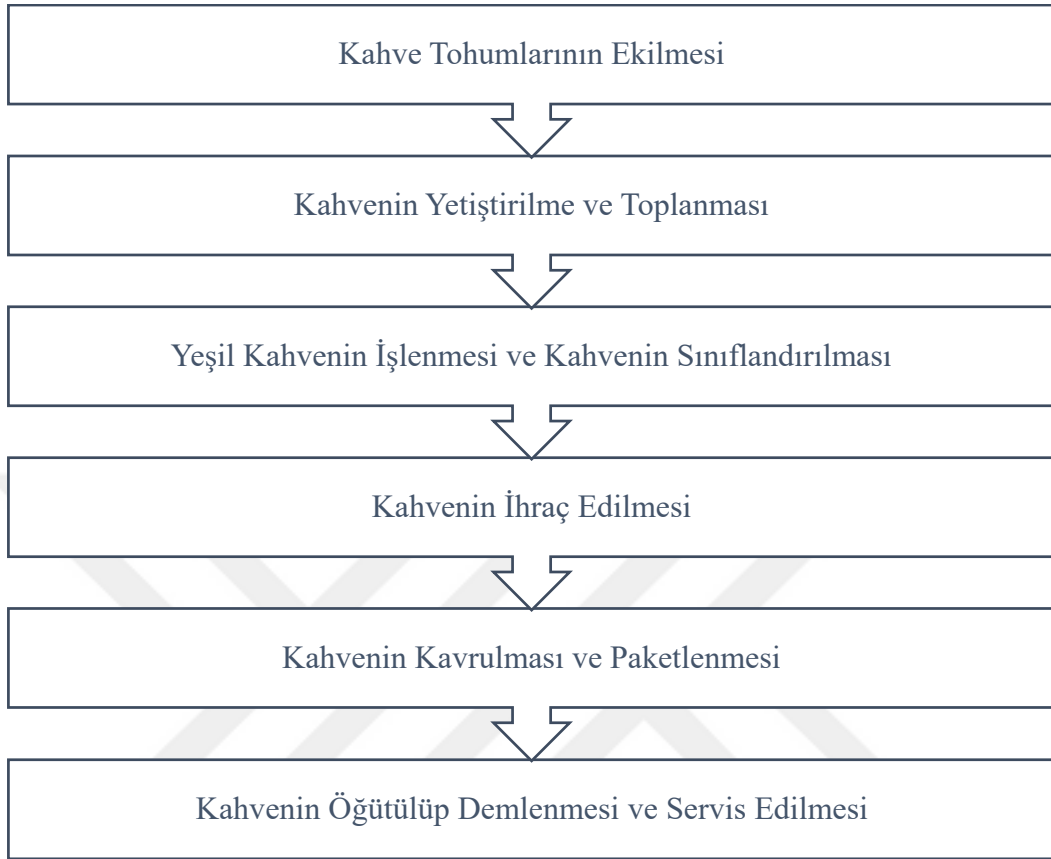 Kahve Tohumlarının Ekilmesi
Kahvenin Yetiştirilme ve Toplanması
Yeşil Kahvenin İşlenmesi ve Kahvenin Sınıflandırılması
Kahvenin İhraç Edilmesi
Kahvenin Kavrulması ve Paketlenmesi
Kahvenin Öğütülüp Demlenmesi ve Servis Edilmesi